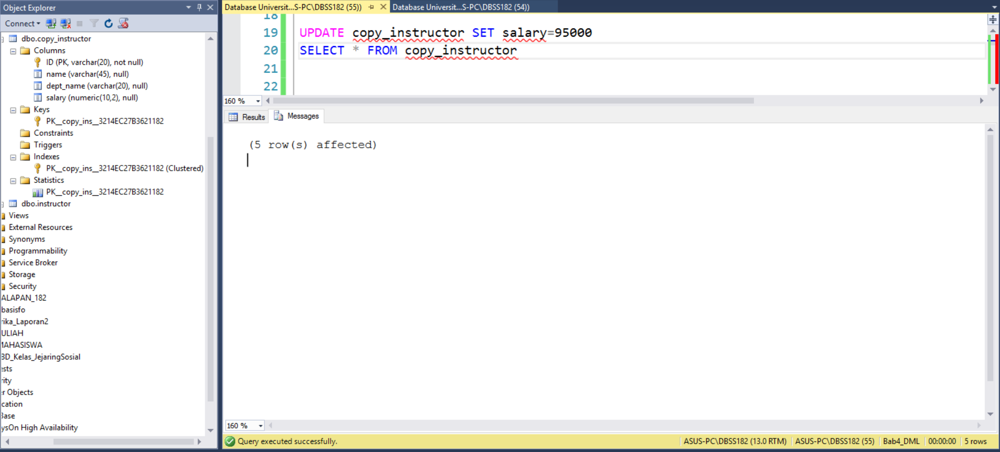 Object Explorer
Connect
dbo.copy_instructor
Columns
ID (PK, varchar(20), not null)
name (varchar(45), null)
dept_name (varchar(20), null)
salary (numeric(10,2), null)
Keys
PK__copy_ins__3214EC27B3621182
Constraints
Triggers
Indexes
PK__copy_ins__3214EC27B3621182 (Clustered)
Statistics
PK__copy_ins__3214EC27B3621182
dbo.instructor
Views
External Resources
Synonyms
Programmability
Service Broker
Storage
Security
ALAPAN_182
basisfo
rika_Laporan2
ULIAH
MAHASISWA
BD_Kelas_JejaringSosial
ests
rity
er Objects
cation
Base
ysOn High Availability
Database Universit...S-PC\DBSS182 (55))
Database Universit...S-PC\DBSS182 (54))
18
19 UPDATE copy_instructor SET salary=95000
20 SELECT * FROM copy_instructor
21
22
160 %
Results
Messages
(5 row(s) affected)
160 %
Query executed successfully.
ASUS-PC\DBSS182 (13.0 RTM)
ASUS-PC\DBSS182 (55)
Bab4_DML
00:00:00
5 rows